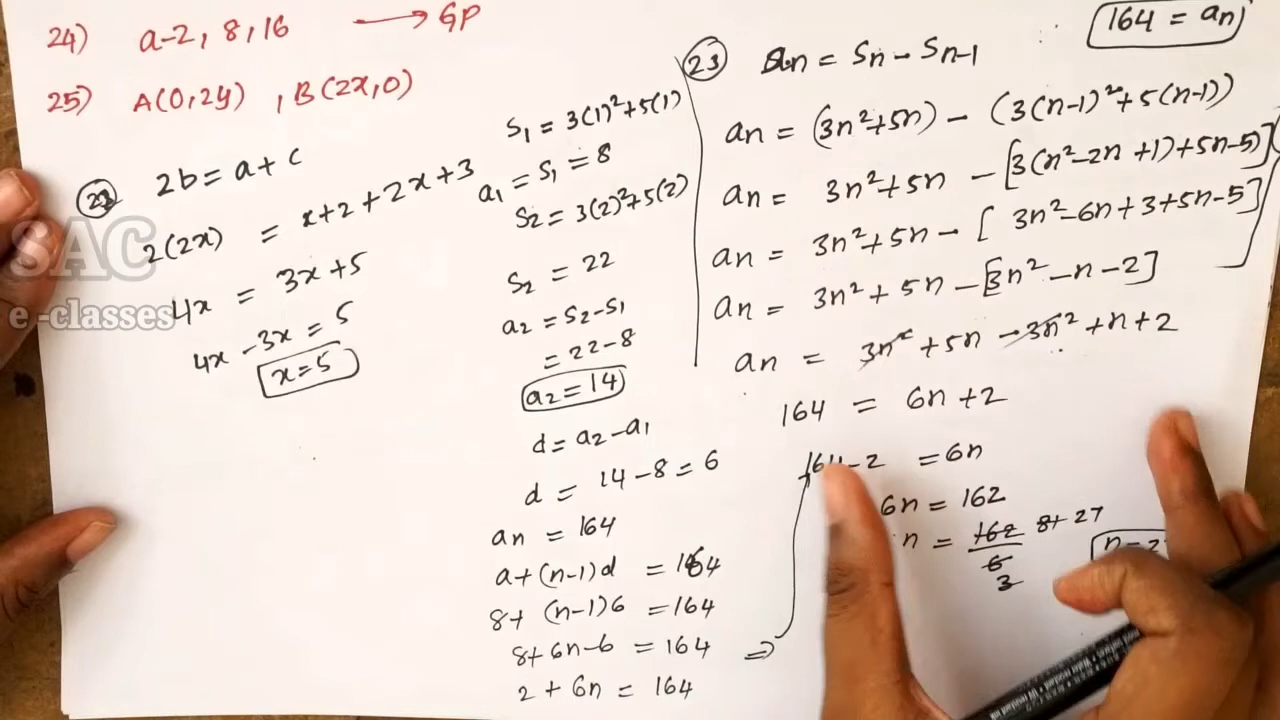 24) a-2, 8, 16 ⟶ GP
25) A(0,2y) , B(2x,0)
22 2b = a+c
2(2x) = x+2+2x+3
4x = 3x+5
4x-3x = 5
x=5
SAC
e-classes
S1 = 3(1)²+5(1)
a1 = S1 = 8
S2 = 3(2)²+5(2)
S2 = 22
a2 = S2-S1
= 22-8
a2 = 14
d = a2-a1
d = 14-8 = 6
an = 164
a+(n-1)d = 164
8+ (n-1)6 = 164
8+6n-6 = 164 ⇒
2+6n = 164
164 = an
23 an = Sn - Sn-1
an = (3n²+5n) - (3(n-1)²+5(n-1))
an = 3n²+5n - [3(n²-2n+1)+5n-5]
an = 3n²+5n - [3n²-6n+3+5n-5]
an = 3n²+5n - [3n²-n-2]
an = 3n²+5n-3n²+n+2
164 = 6n+2
164-2 = 6n
6n = 162
n = 162/6 81 27
3